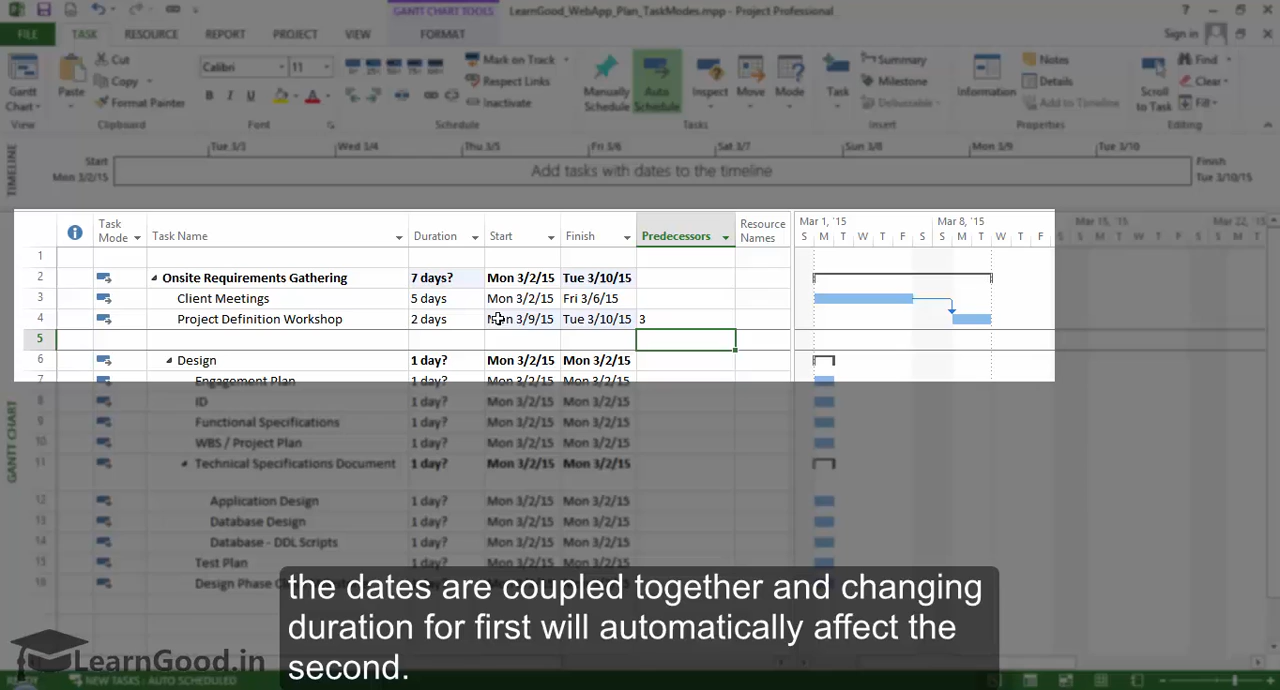 GANTT CHART TOOLS
LearnGood_WebApp_Plan_TaskModes.mpp - Project Professional
FILE TASK RESOURCE REPORT PROJECT VIEW FORMAT Sign in
Gantt Chart
View
Paste
Cut
Copy
Format Painter
Clipboard
Calibri 11
B I U A
Font
Mark on Track
Respect Links
Inactivate
Schedule
Manually Schedule
Auto Schedule
Inspect
Move
Mode
Tasks
Task
Summary
Milestone
Deliverable
Insert
Information
Notes
Details
Add to Timeline
Properties
Scroll to Task
Find
Clear
Fill
Editing
TIMELINE
Tue 3/3 Wed 3/4 Thu 3/5 Fri 3/6 Sat 3/7 Sun 3/8 Mon 3/9 Tue 3/10
Start
Mon 3/2/15
Add tasks with dates to the timeline
Finish
Tue 3/10/15
GANTT CHART
Task Mode Task Name Duration Start Finish Predecessors Resource Names
Mar 1, '15 Mar 8, '15 Mar 15, '15 Mar 22, '15
S M T W T F S S M T W T F
1
2 Onsite Requirements Gathering 7 days? Mon 3/2/15 Tue 3/10/15
3 Client Meetings 5 days Mon 3/2/15 Fri 3/6/15
4 Project Definition Workshop 2 days Mon 3/9/15 Tue 3/10/15 3
5
6 Design 1 day? Mon 3/2/15 Mon 3/2/15
7 Engagement Plan 1 day? Mon 3/2/15 Mon 3/2/15
8 ID 1 day? Mon 3/2/15 Mon 3/2/15
9 Functional Specifications 1 day? Mon 3/2/15 Mon 3/2/15
10 WBS / Project Plan 1 day? Mon 3/2/15 Mon 3/2/15
11 Technical Specifications Document 1 day? Mon 3/2/15 Mon 3/2/15
12 Application Design 1 day? Mon 3/2/15 Mon 3/2/15
13 Database Design 1 day? Mon 3/2/15 Mon 3/2/15
14 Database - DDL Scripts 1 day? Mon 3/2/15 Mon 3/2/15
15 Test Plan 1 day? Mon 3/2/15 Mon 3/2/15
Design Phase
the dates are coupled together and changing
duration for first will automatically affect the
second.
LearnGood.in
NEW TASKS : AUTO SCHEDULED